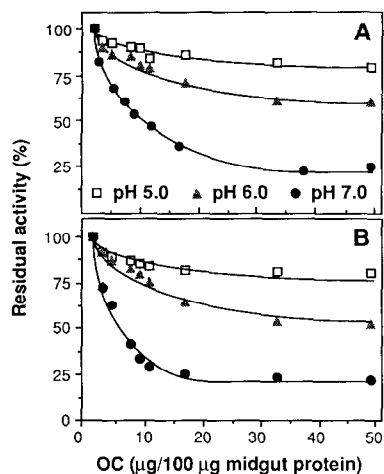 A
100
75
50
25
□ pH 5.0 ▲ pH 6.0 ● pH 7.0
B
100
75
50
25
0
0 10 20 30 40 50
Residual activity (%)
OC (μg/100 μg midgut protein)